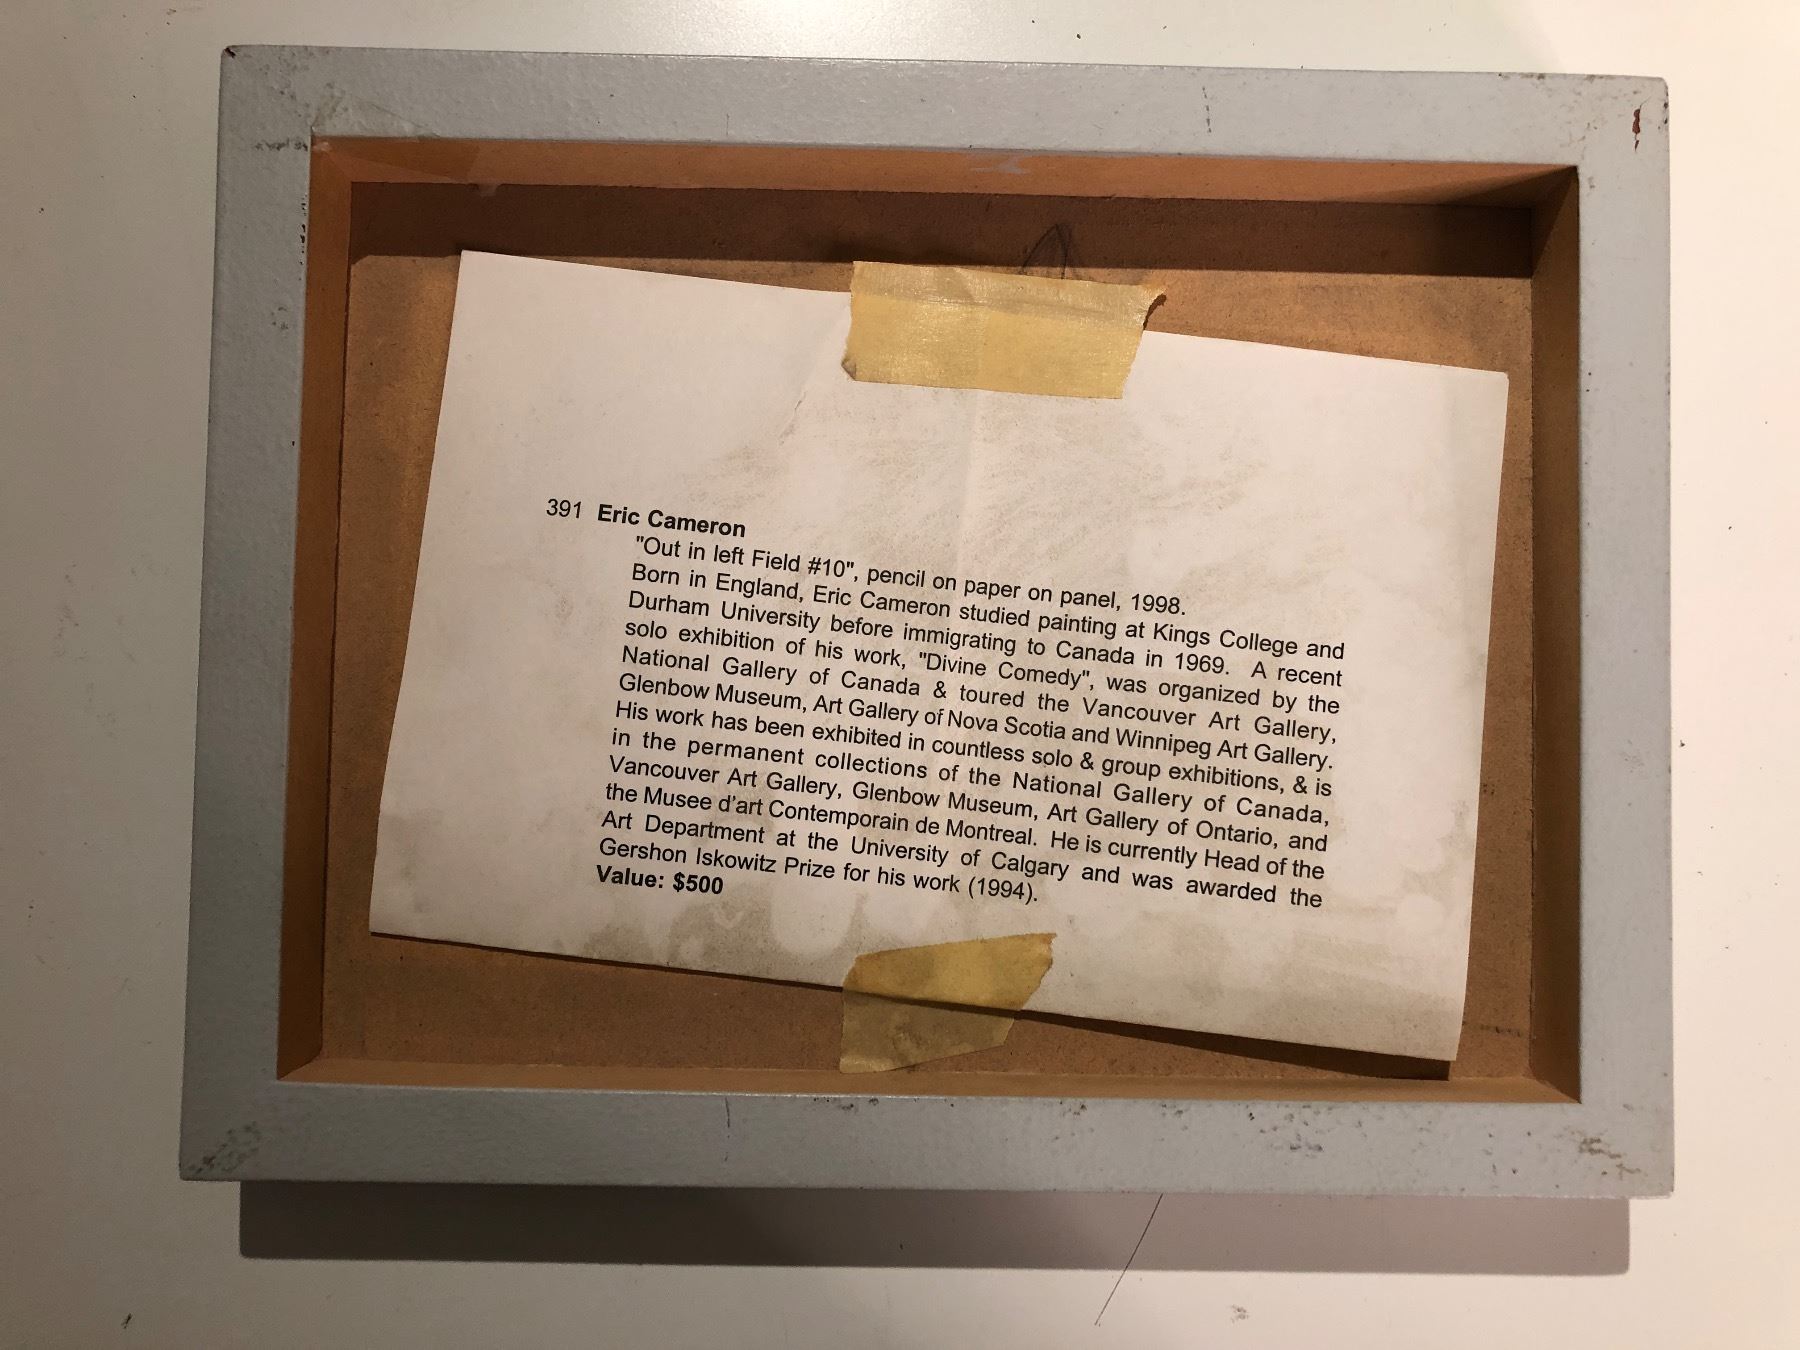 391 Eric Cameron
"Out in left Field #10", pencil on paper on panel, 1998.
Born in England, Eric Cameron studied painting at Kings College and
Durham University before immigrating to Canada in 1969. A recent
solo exhibition of his work, "Divine Comedy", was organized by the
National Gallery of Canada & toured the Vancouver Art Gallery,
Glenbow Museum, Art Gallery of Nova Scotia and Winnipeg Art Gallery.
His work has been exhibited in countless solo & group exhibitions, & is
in the permanent collections of the National Gallery of Canada,
Vancouver Art Gallery, Glenbow Museum, Art Gallery of Ontario, and
the Musee d'art Contemporain de Montreal. He is currently Head of the
Art Department at the University of Calgary and was awarded the
Gershon Iskowitz Prize for his work (1994).
Value: $500